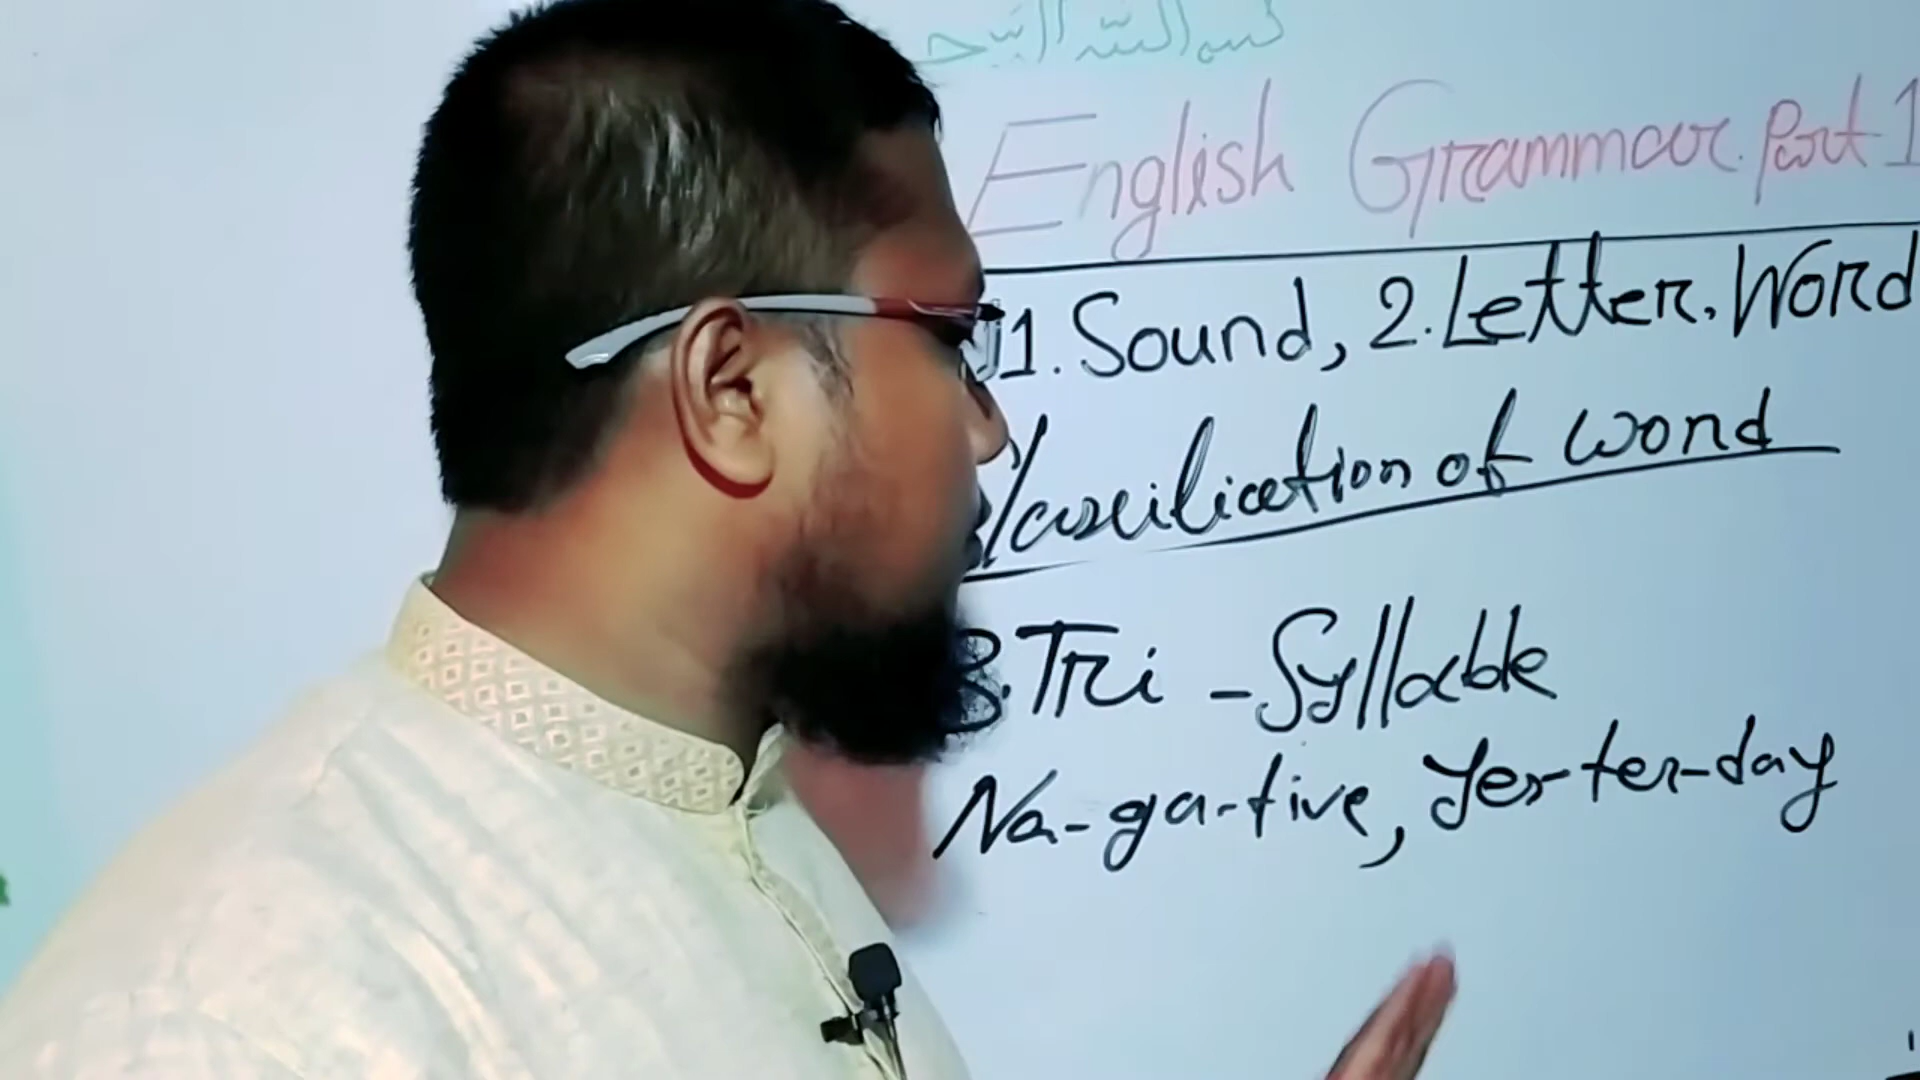 English Grammar. Part 1
1. Sound, 2. Letter. Word
of word
3. Tri - Syllable
Na-ga-tive, Yes-ter-day